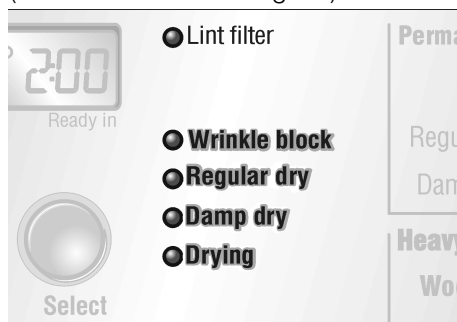 2:00
Ready in
Select
Lint filter
Wrinkle block
Regular dry
Damp dry
Drying